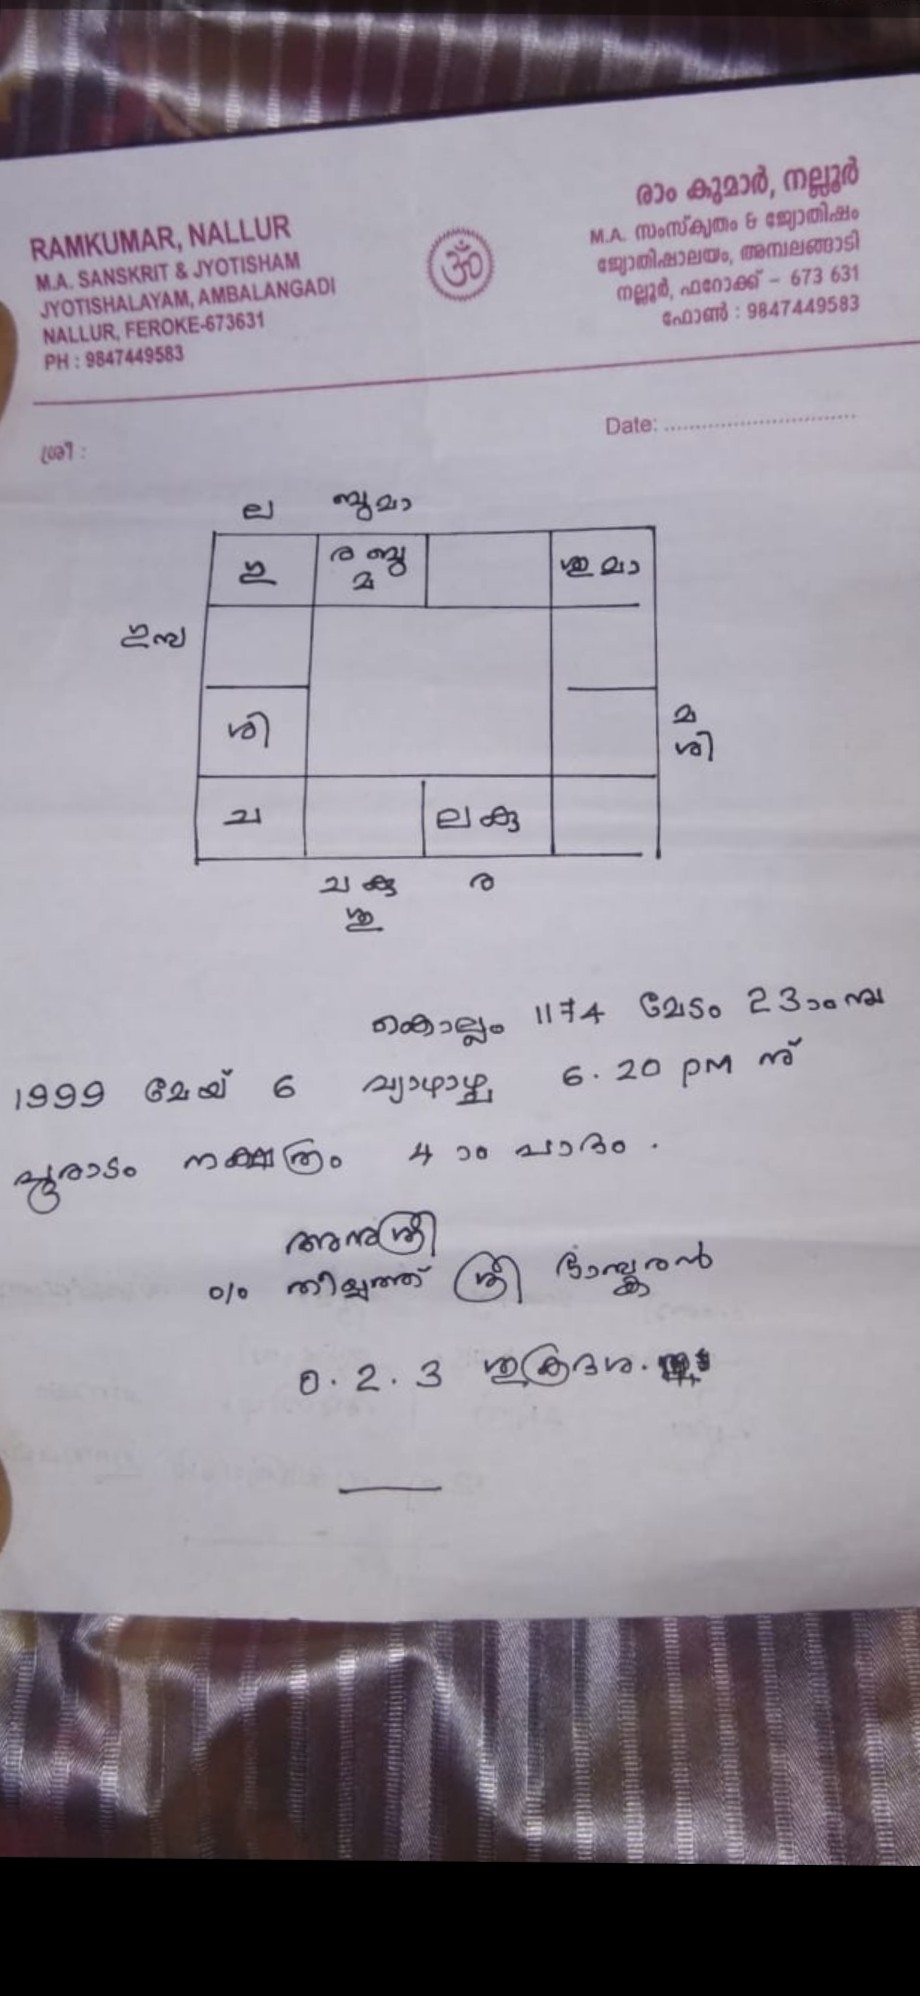 RAMKUMAR, NALLUR
M.A. SANSKRIT & JYOTISHAM
JYOTISHALAYAM, AMBALANGADI
NALLUR, FEROKE-673631
PH : 9847449583
ॐ
രാം കുമാർ, നല്ലൂർ
M.A. സംസ്കൃതം & ജ്യോതിഷം
ജ്യോതിഷാലയം, അമ്പലങ്ങാടി
നല്ലൂർ, ഫറോക്ക് – 673 631
ഫോൺ : 9847449583
Date: ................................
ശ്രീ :
ല ബുമാ
ഗു ര ബു ശുമാ
മ
ഗുസ
മ
ശി ശി
ച ലകു
ചകു ര
ശു
കൊല്ലം 1174 മേടം 23ാംന
1999 മേയ് 6 വ്യാഴാഴ്ച 6.20 PM ന്
പൂരാടം നക്ഷത്രം 4 ാം പാദം .
അനുശ്രീ
ശ്രീ ഭാസ്കരൻ
0.2.3 ശുക്രദശ.